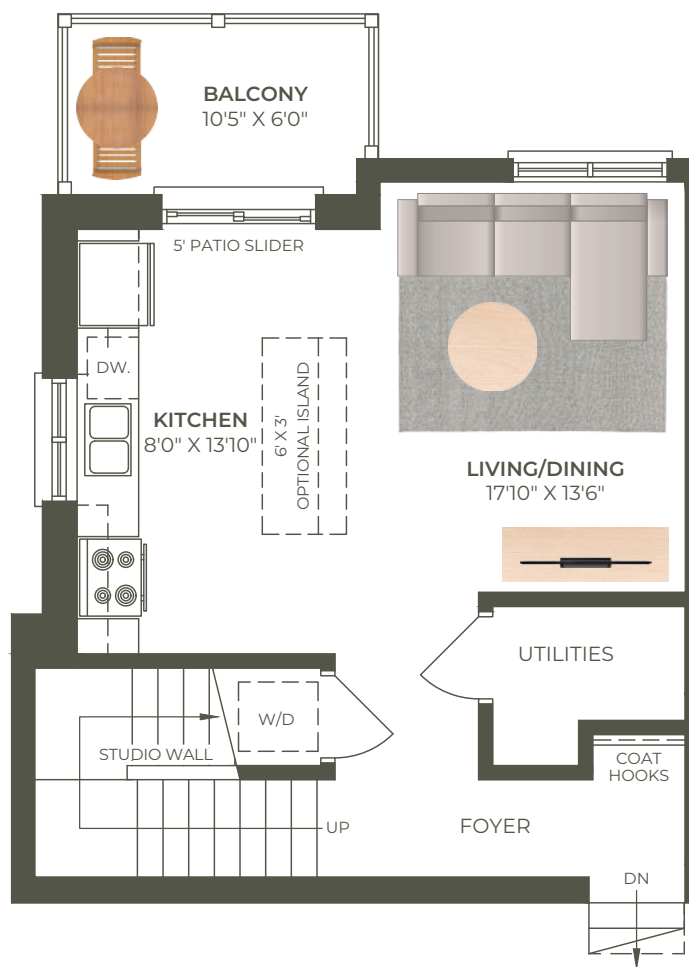 BALCONY
10'5" X 6'0"
5' PATIO SLIDER
DW.
KITCHEN
8'0" X 13'10"
6' X 3'
OPTIONAL ISLAND
LIVING/DINING
17'10" X 13'6"
UTILITIES
W/D
STUDIO WALL
COAT
HOOKS
UP
FOYER
DN